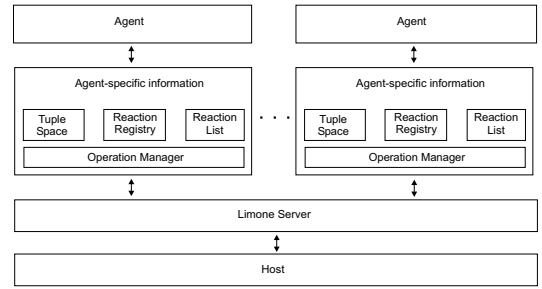 Agent
Agent
Agent-specific information
Agent-specific information
Tuple Space
Reaction Registry
Reaction List
. . .
Tuple Space
Reaction Registry
Reaction List
Operation Manager
Operation Manager
Limone Server
Host